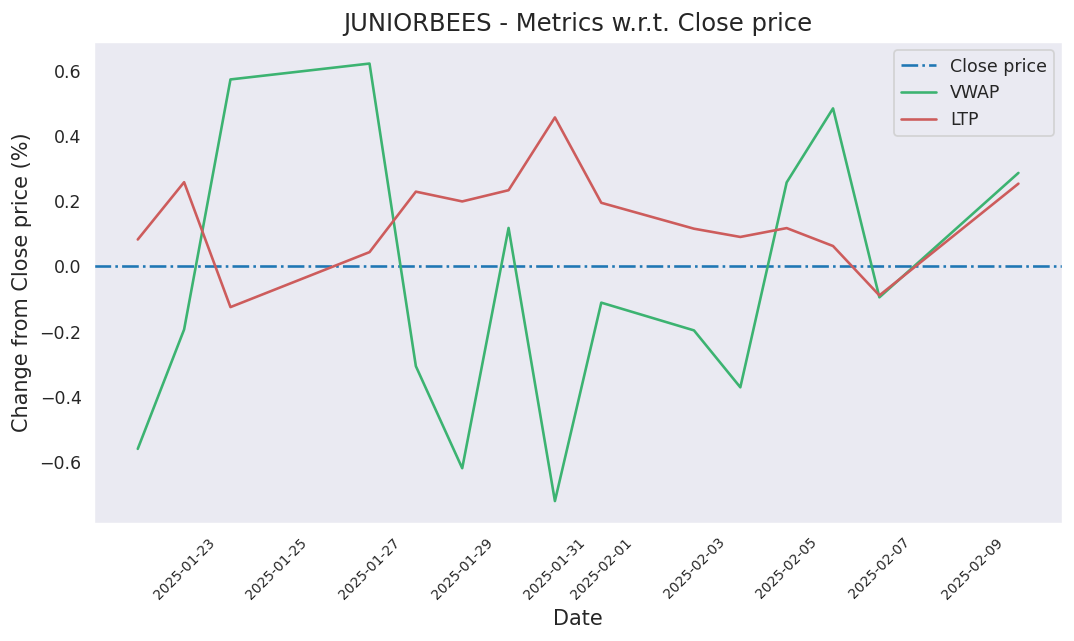 JUNIORBEES - Metrics w.r.t. Close price
Close price
VWAP
LTP
Change from Close price (%)
0.6
0.4
0.2
0.0
−0.2
−0.4
−0.6
2025-01-23
2025-01-25
2025-01-27
2025-01-29
2025-01-31
2025-02-01
2025-02-03
2025-02-05
2025-02-07
2025-02-09
Date